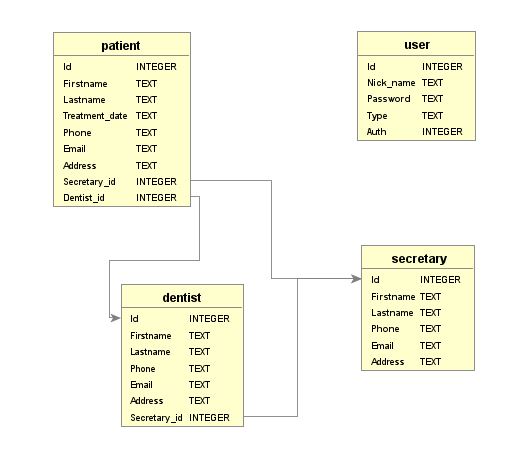 patient
Id INTEGER
Firstname TEXT
Lastname TEXT
Treatment_date TEXT
Phone TEXT
Email TEXT
Address TEXT
Secretary_id INTEGER
Dentist_id INTEGER
user
Id INTEGER
Nick_name TEXT
Password TEXT
Type TEXT
Auth INTEGER
dentist
Id INTEGER
Firstname TEXT
Lastname TEXT
Phone TEXT
Email TEXT
Address TEXT
Secretary_id INTEGER
secretary
Id INTEGER
Firstname TEXT
Lastname TEXT
Phone TEXT
Email TEXT
Address TEXT